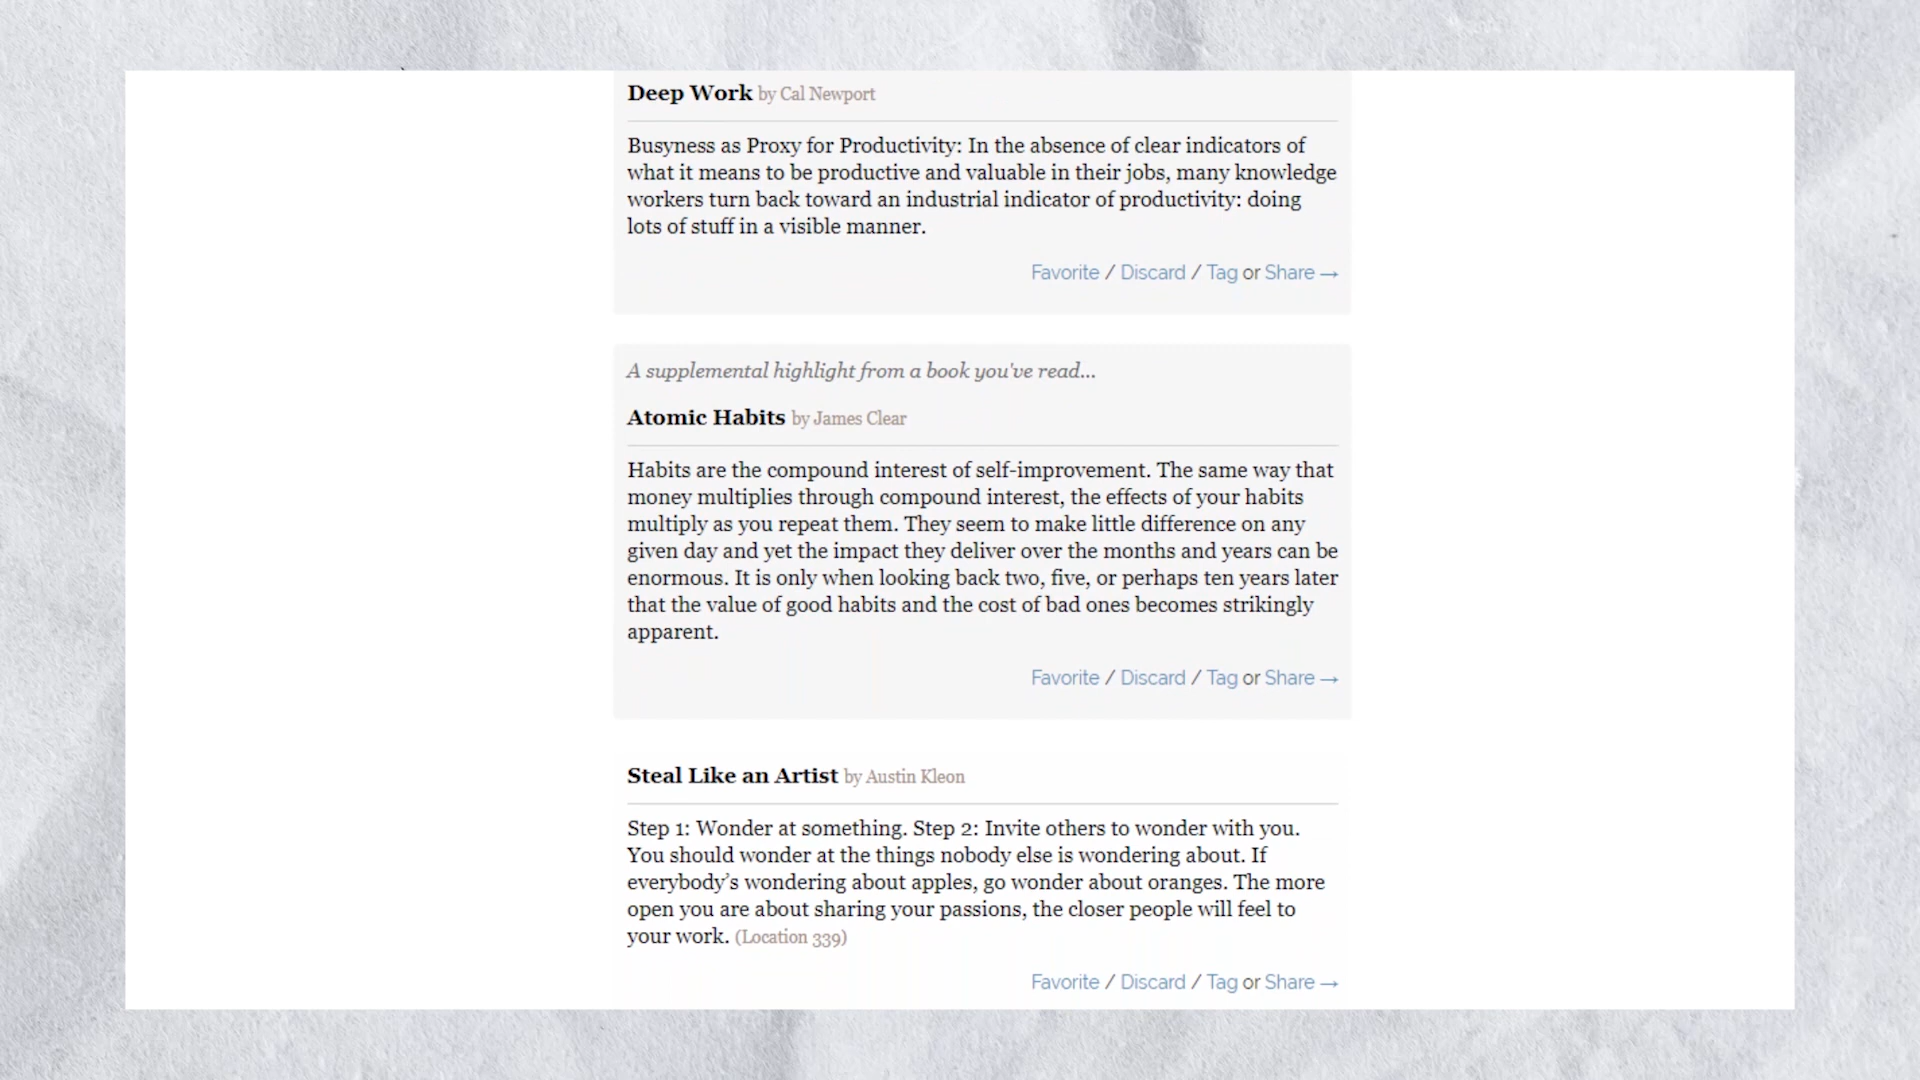 Deep Work by Cal Newport
Busyness as Proxy for Productivity: In the absence of clear indicators of
what it means to be productive and valuable in their jobs, many knowledge
workers turn back toward an industrial indicator of productivity: doing
lots of stuff in a visible manner.
Favorite / Discard / Tag or Share →
A supplemental highlight from a book you've read...
Atomic Habits by James Clear
Habits are the compound interest of self-improvement. The same way that
money multiplies through compound interest, the effects of your habits
multiply as you repeat them. They seem to make little difference on any
given day and yet the impact they deliver over the months and years can be
enormous. It is only when looking back two, five, or perhaps ten years later
that the value of good habits and the cost of bad ones becomes strikingly
apparent.
Favorite / Discard / Tag or Share →
Steal Like an Artist by Austin Kleon
Step 1: Wonder at something. Step 2: Invite others to wonder with you.
You should wonder at the things nobody else is wondering about. If
everybody’s wondering about apples, go wonder about oranges. The more
open you are about sharing your passions, the closer people will feel to
your work. (Location 339)
Favorite / Discard / Tag or Share →